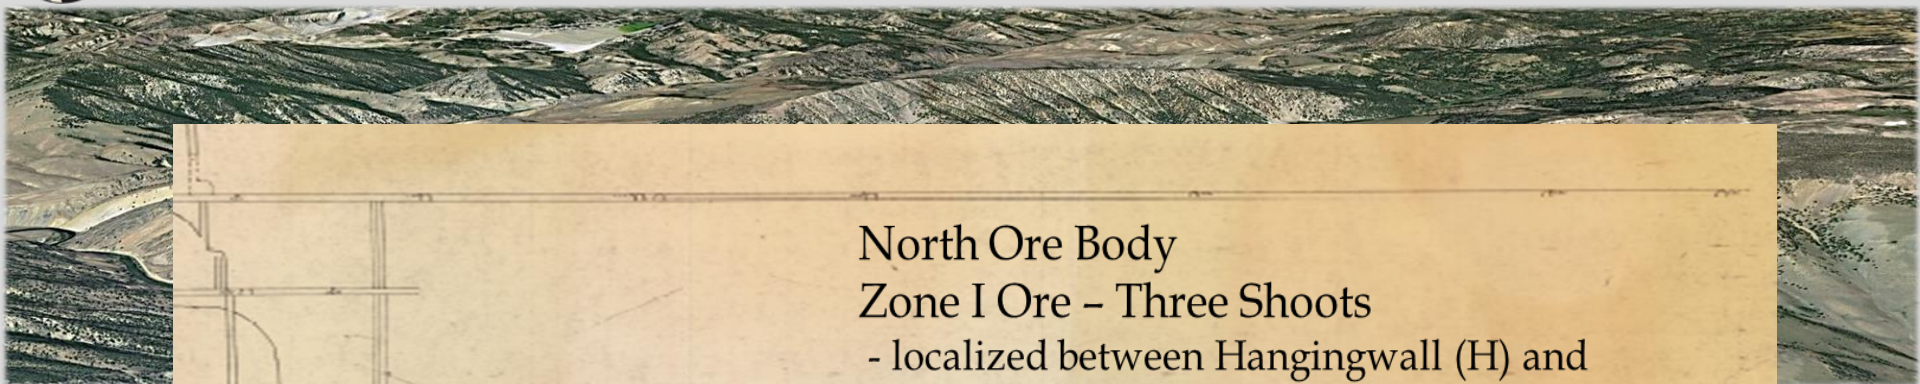 North Ore Body
Zone I Ore – Three Shoots
- localized between Hangingwall (H) and